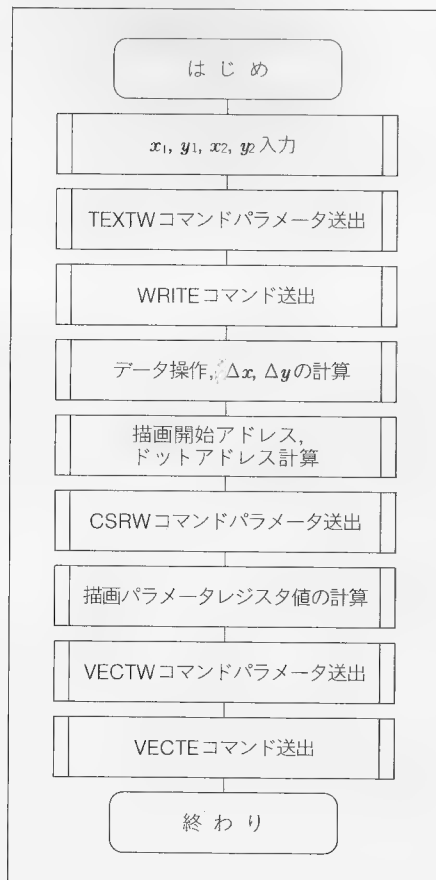 はじめ
x₁, y₁, x₂, y₂入力
TEXTWコマンドパラメータ送出
WRITEコマンド送出
データ操作, Δx, Δyの計算
描画開始アドレス,
ドットアドレス計算
CSRWコマンドパラメータ送出
描画パラメータレジスタ値の計算
VECTWコマンドパラメータ送出
VECTEコマンド送出
終わり